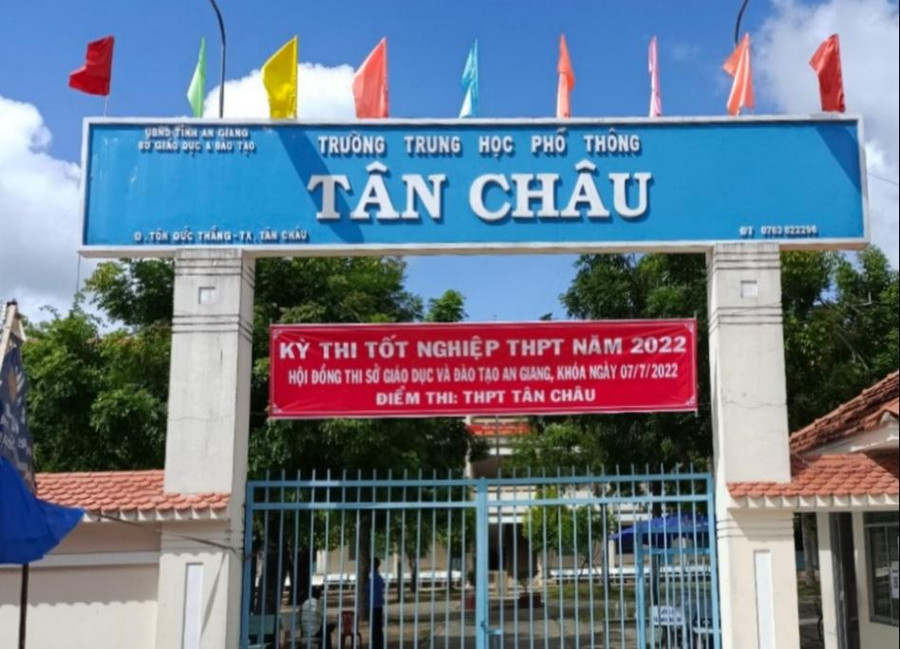 UBND TỈNH AN GIANG
SỞ GIÁO DỤC & ĐÀO TẠO
TRƯỜNG TRUNG HỌC PHỔ THÔNG
TÂN CHÂU
Đ. TÔN ĐỨC THẮNG-TX. TÂN CHÂU
ĐT 0763 822296
KỲ THI TỐT NGHIỆP THPT NĂM 2022
HỘI ĐỒNG THI SỞ GIÁO DỤC VÀ ĐÀO TẠO AN GIANG, KHÓA NGÀY 07/7/2022
ĐIỂM THI: THPT TÂN CHÂU